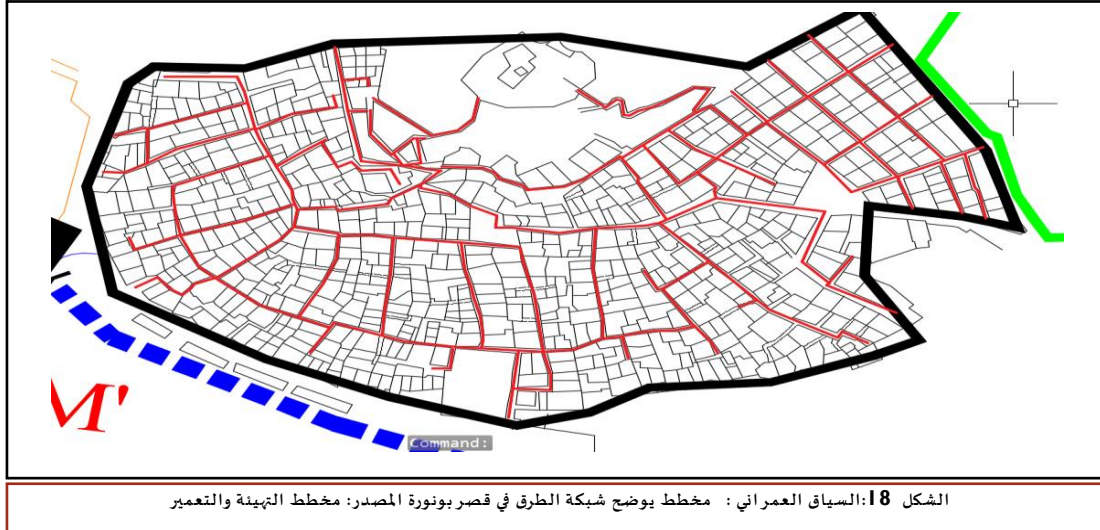 M'
Command:
الشكل 18:السياق العمراني : مخطط يوضح شبكة الطرق في قصر بونورة المصدر: مخطط التهيئة والتعمير